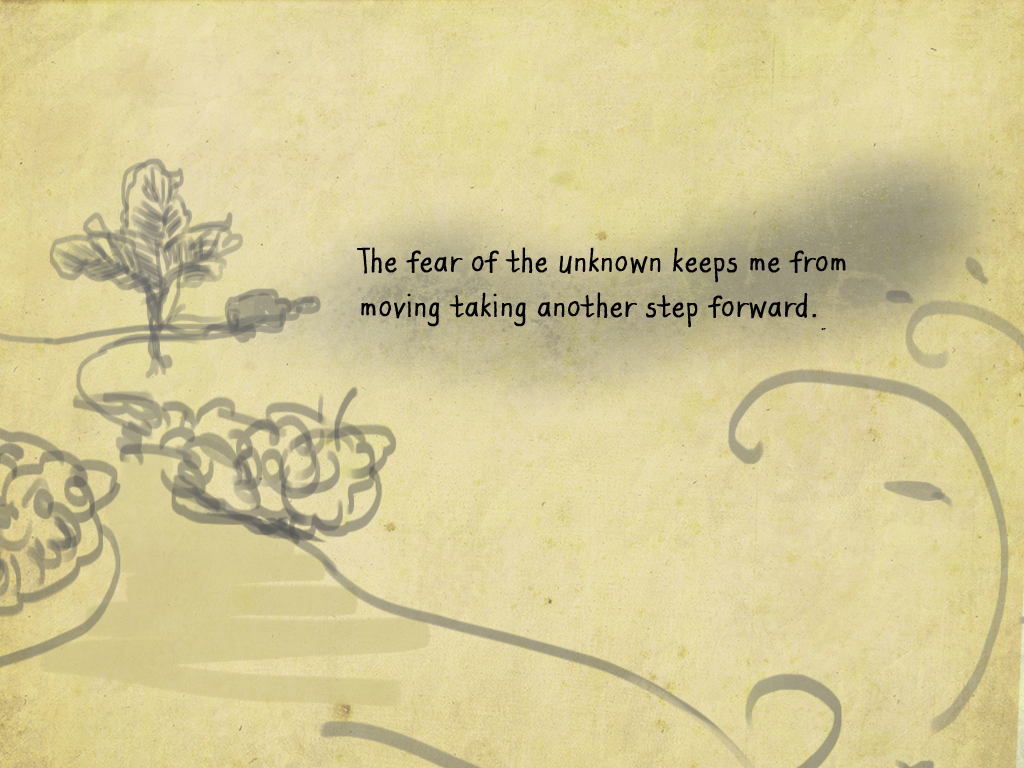 The fear of the unknown keeps me from
moving taking another step forward.